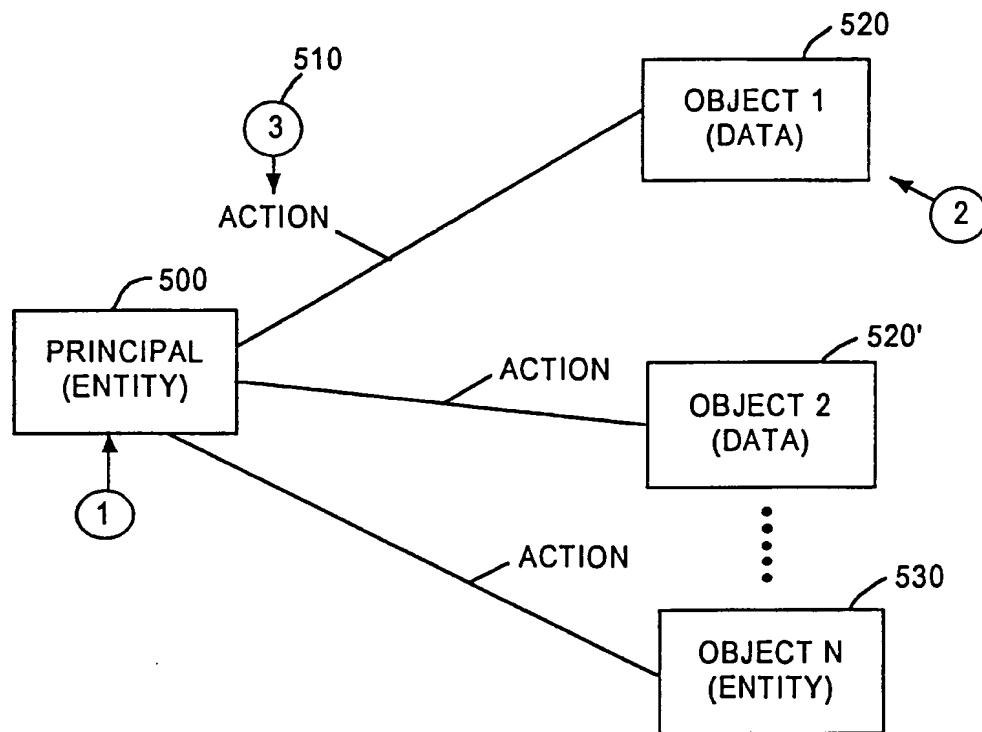 520
510
OBJECT 1
(DATA)
3
2
ACTION
500
520'
PRINCIPAL
(ENTITY)
ACTION
OBJECT 2
(DATA)
1
ACTION
530
OBJECT N
(ENTITY)